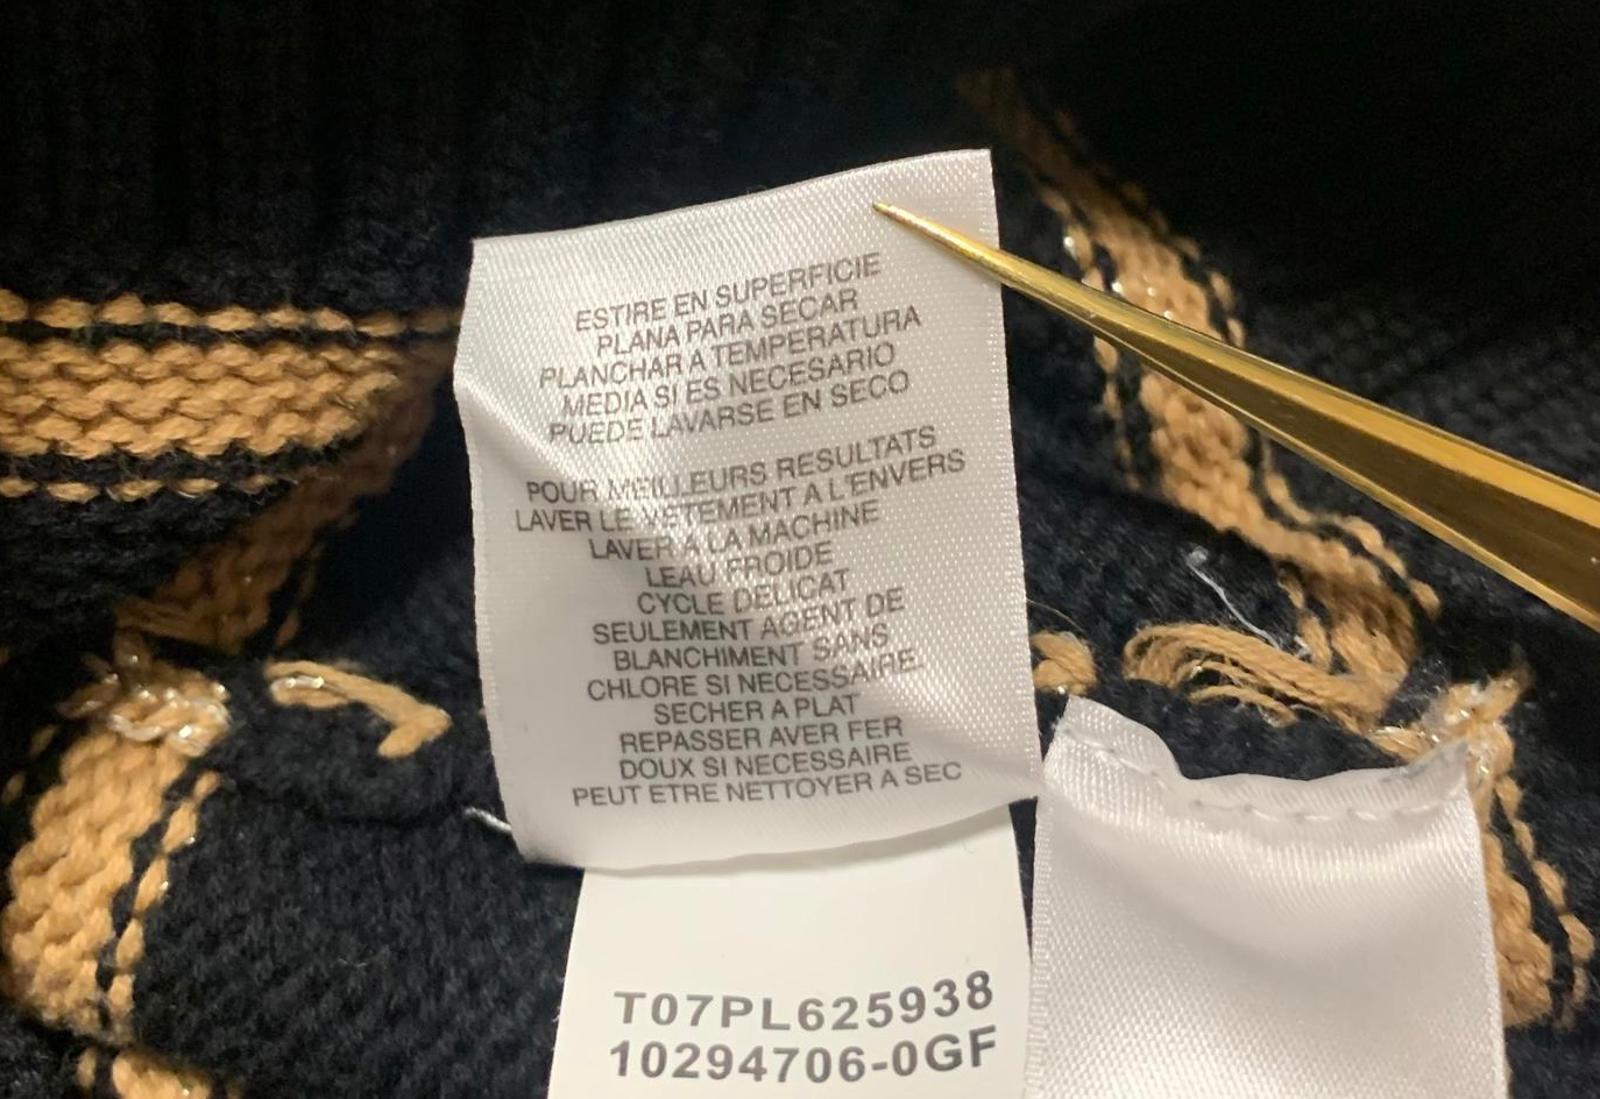 ESTIRE EN SUPERFICIE
PLANA PARA SECAR
PLANCHAR A TEMPERATURA
MEDIA SI ES NECESARIO
PUEDE LAVARSE EN SECO
POUR MEILLEURS RESULTATS
LAVER LE VETEMENT A L'ENVERS
LAVER A LA MACHINE
LEAU FROIDE
CYCLE DELICAT
SEULEMENT AGENT DE
BLANCHIMENT SANS
CHLORE SI NECESSAIRE.
SECHER A PLAT
REPASSER AVER FER
DOUX SI NECESSAIRE
PEUT ETRE NETTOYER A SEC
T07PL625938
10294706-0GF